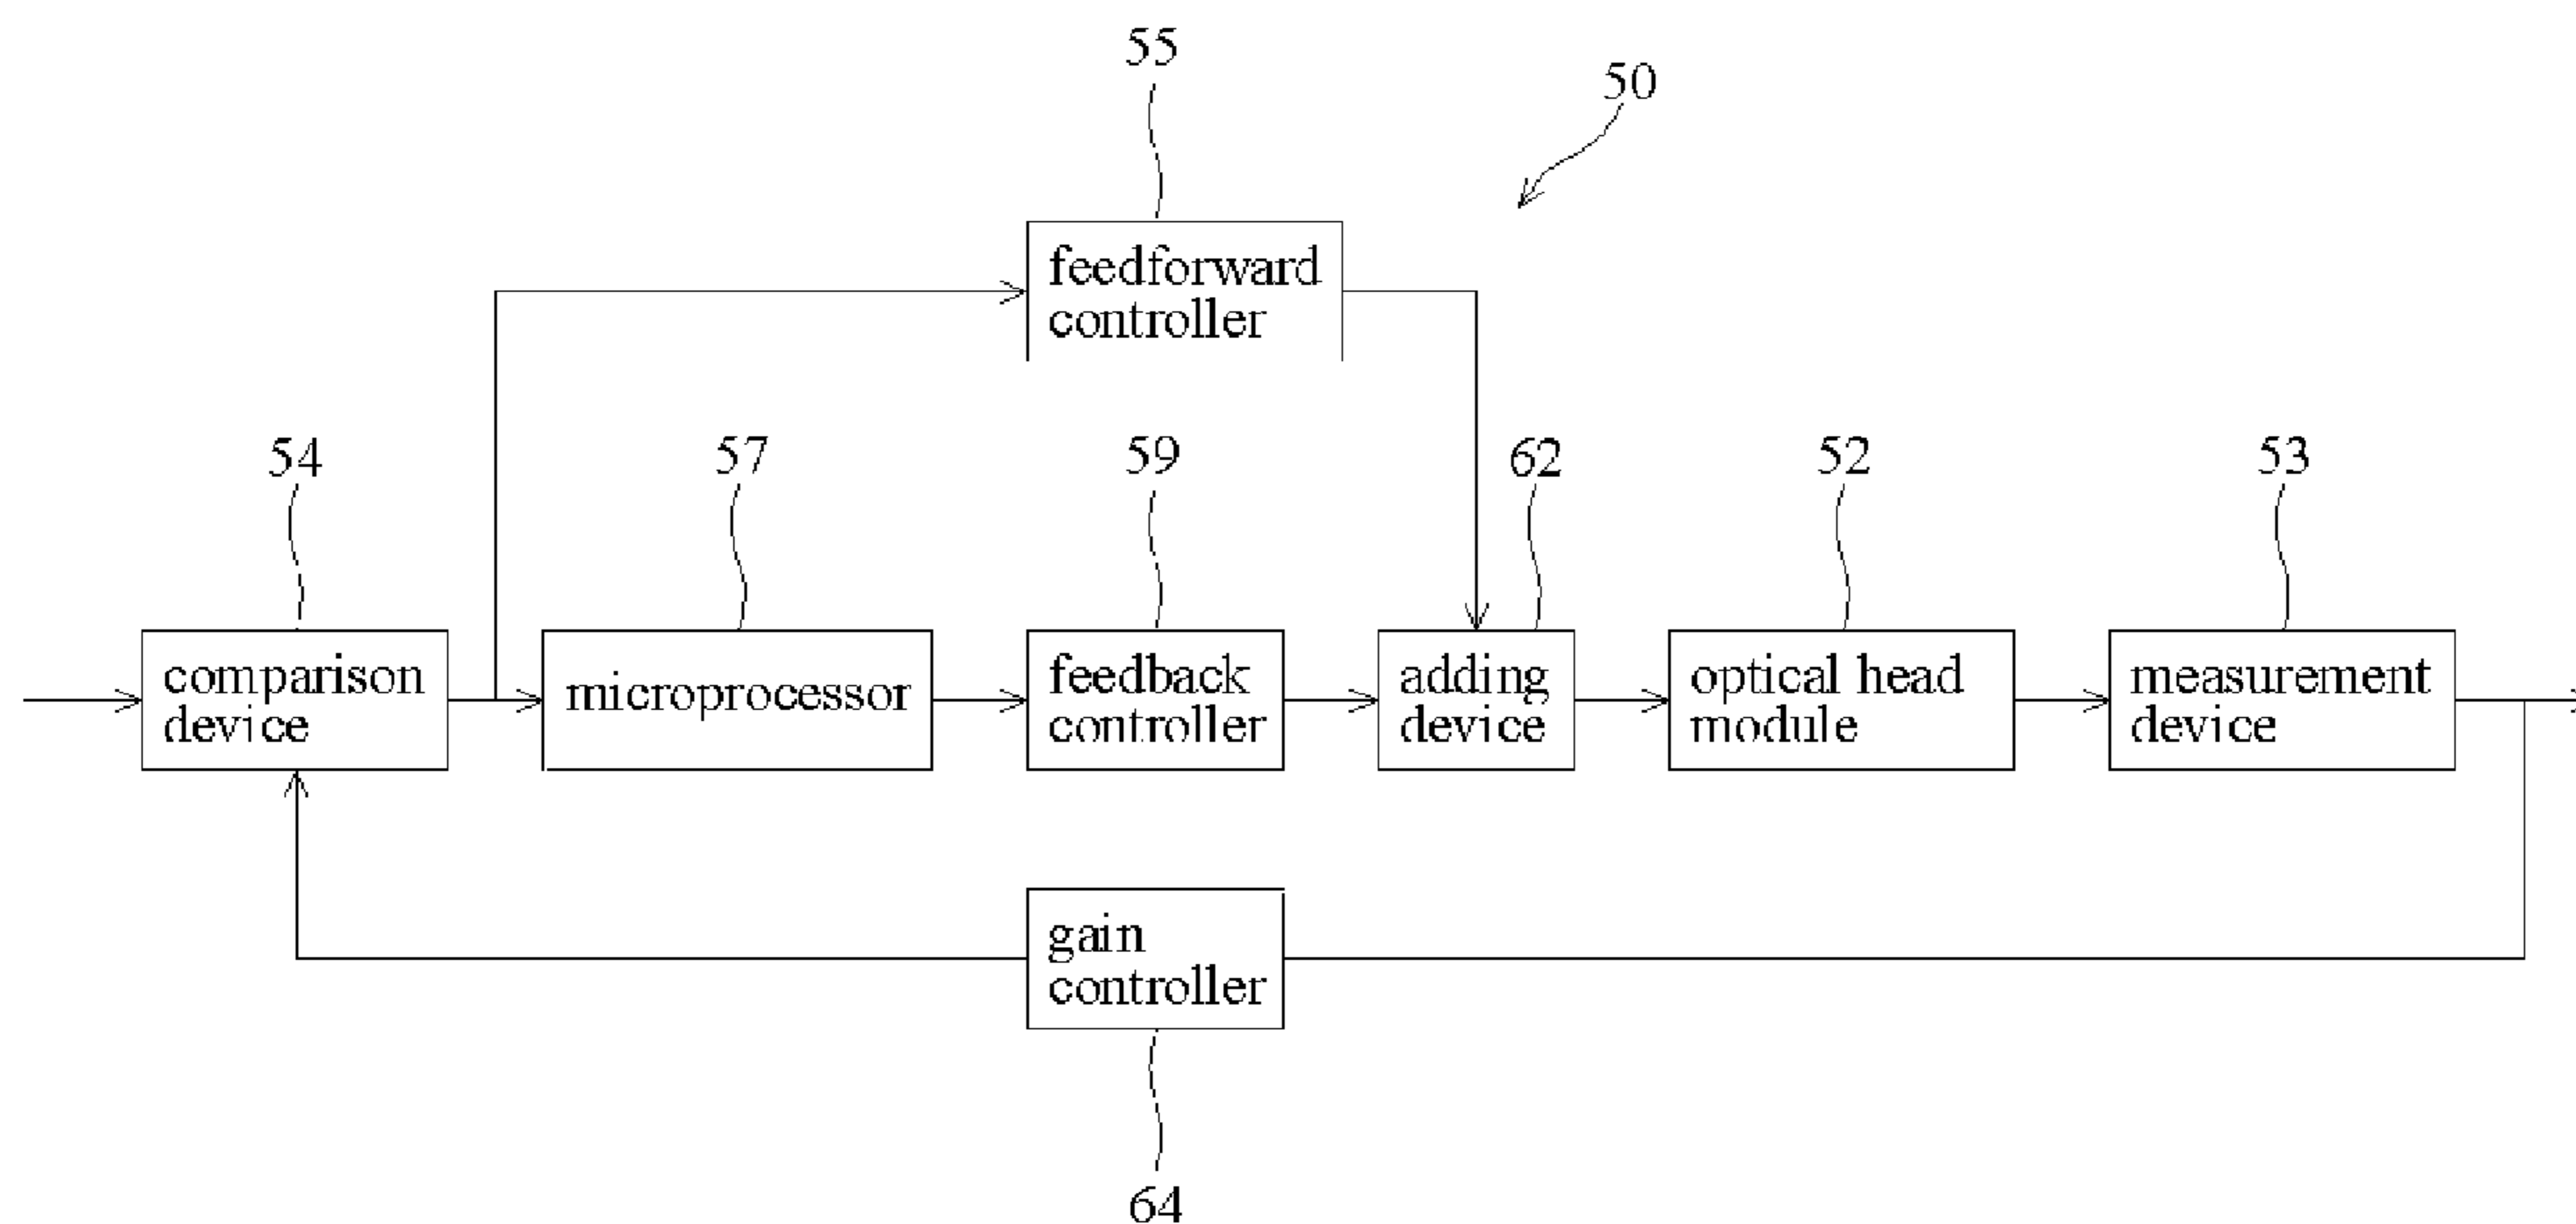 55
50
feedforward
controller
54
57
59
62
52
53
comparison
device
microprocessor
feedback
controller
adding
device
optical head
module
measurement
device
gain
controller
64